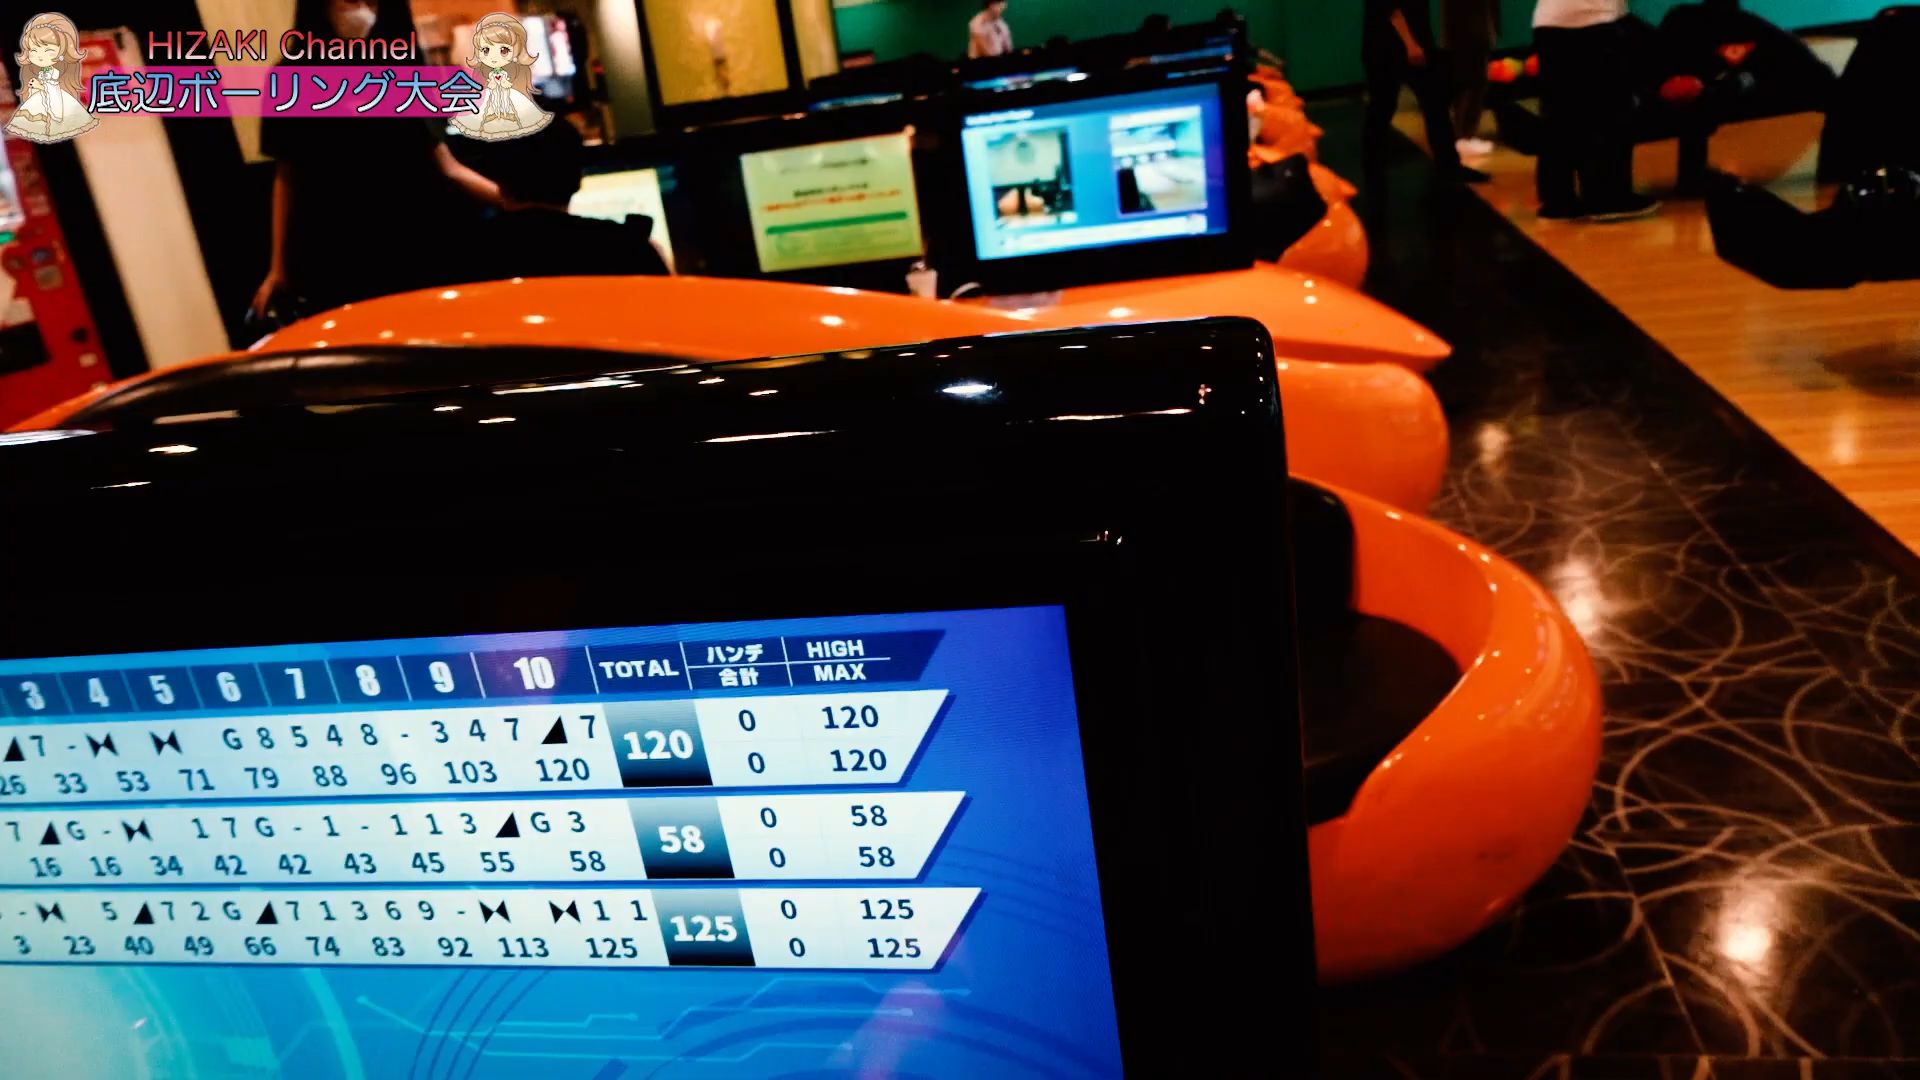 HIZAKI Channel
底辺ボーリング大会
3 4 5 6 7 8 9 10 TOTAL ハンデ HIGH
合計 MAX
7 - G 8 5 4 8 - 3 4 7 7 120 0 120
26 33 53 71 79 88 96 103 120 0 120
7 G - 1 7 G - 1 - 1 1 3 G 3 58 0 58
16 16 34 42 42 43 45 55 58 0 58
- 5 7 2 G 7 1 3 6 9 - 1 1 125 0 125
3 23 40 49 66 74 83 92 113 125 0 125